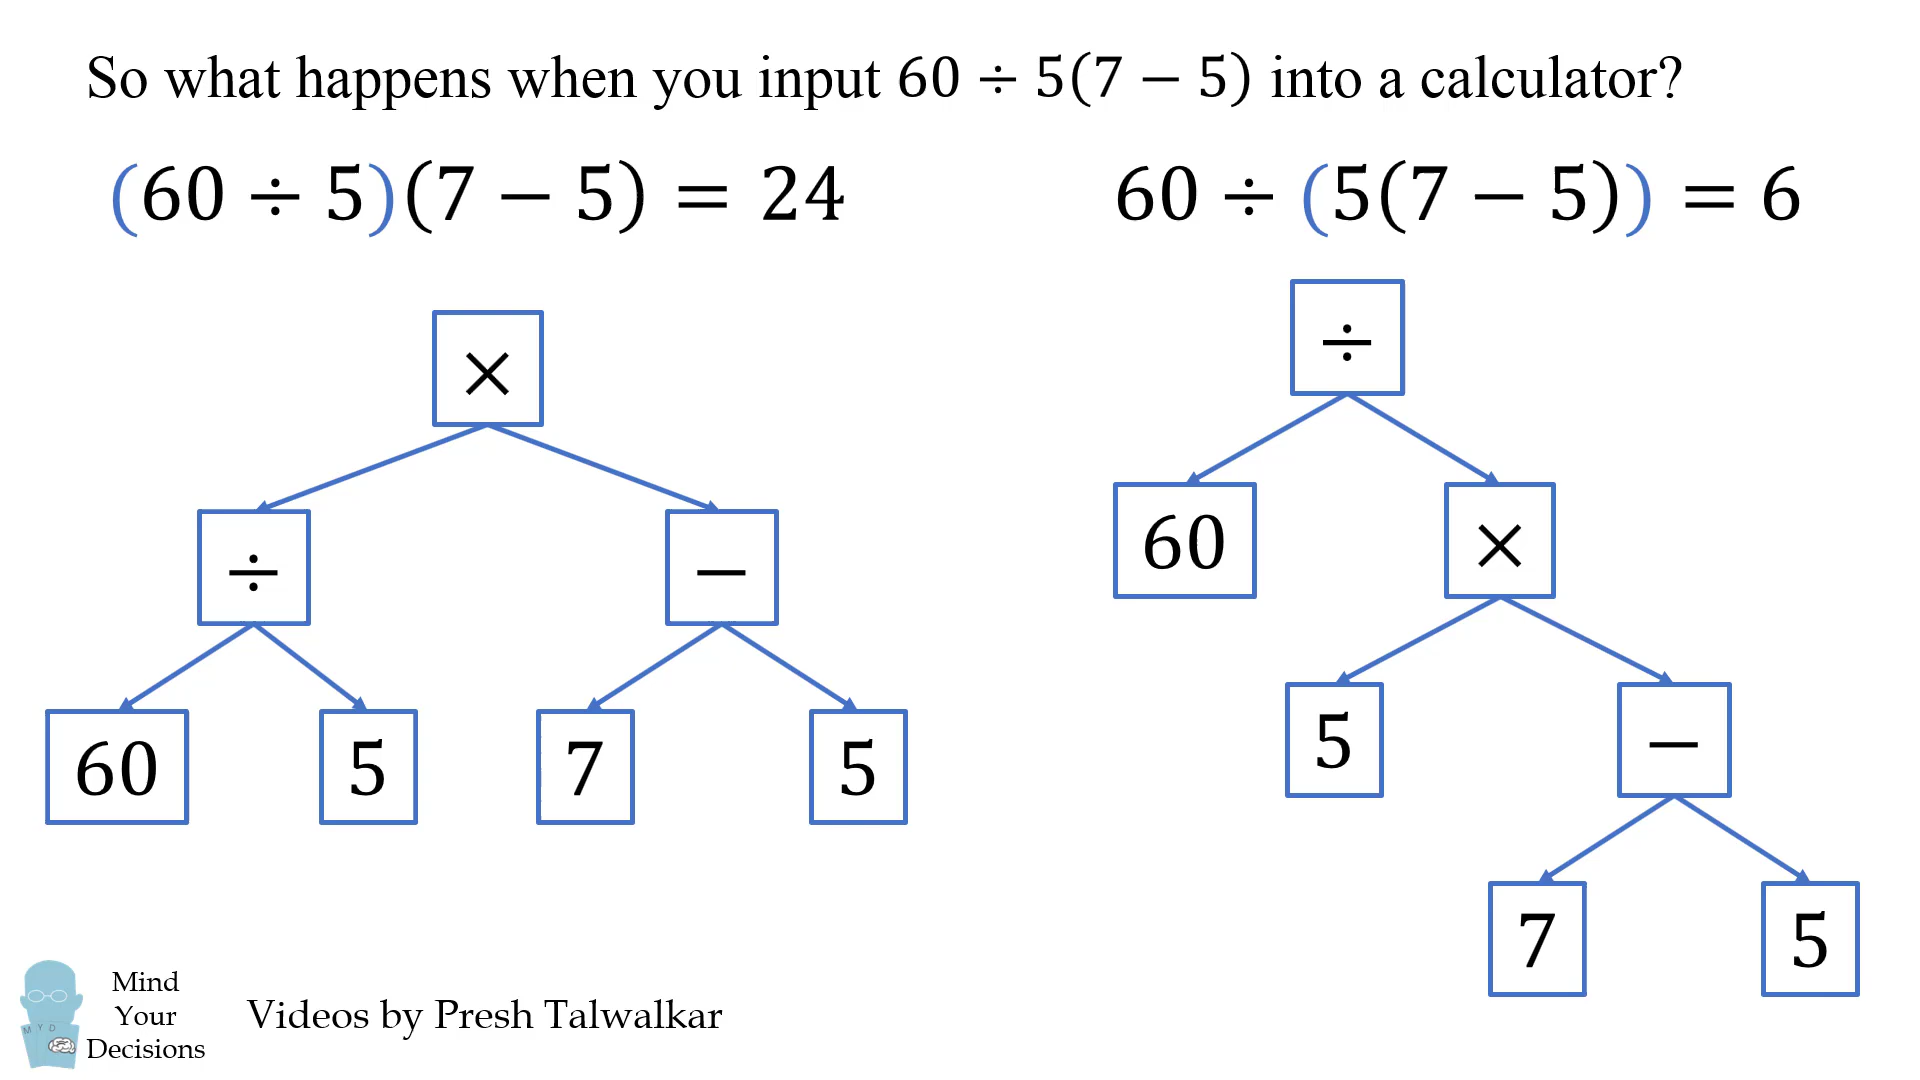 So what happens when you input 60 ÷ 5(7 − 5) into a calculator?
(60 ÷ 5)(7 − 5) = 24
60 ÷ (5(7 − 5)) = 6
×
÷ −
60 5 7 5
÷
60 ×
5 −
7 5
M Y D
Mind
Your
Decisions
Videos by Presh Talwalkar